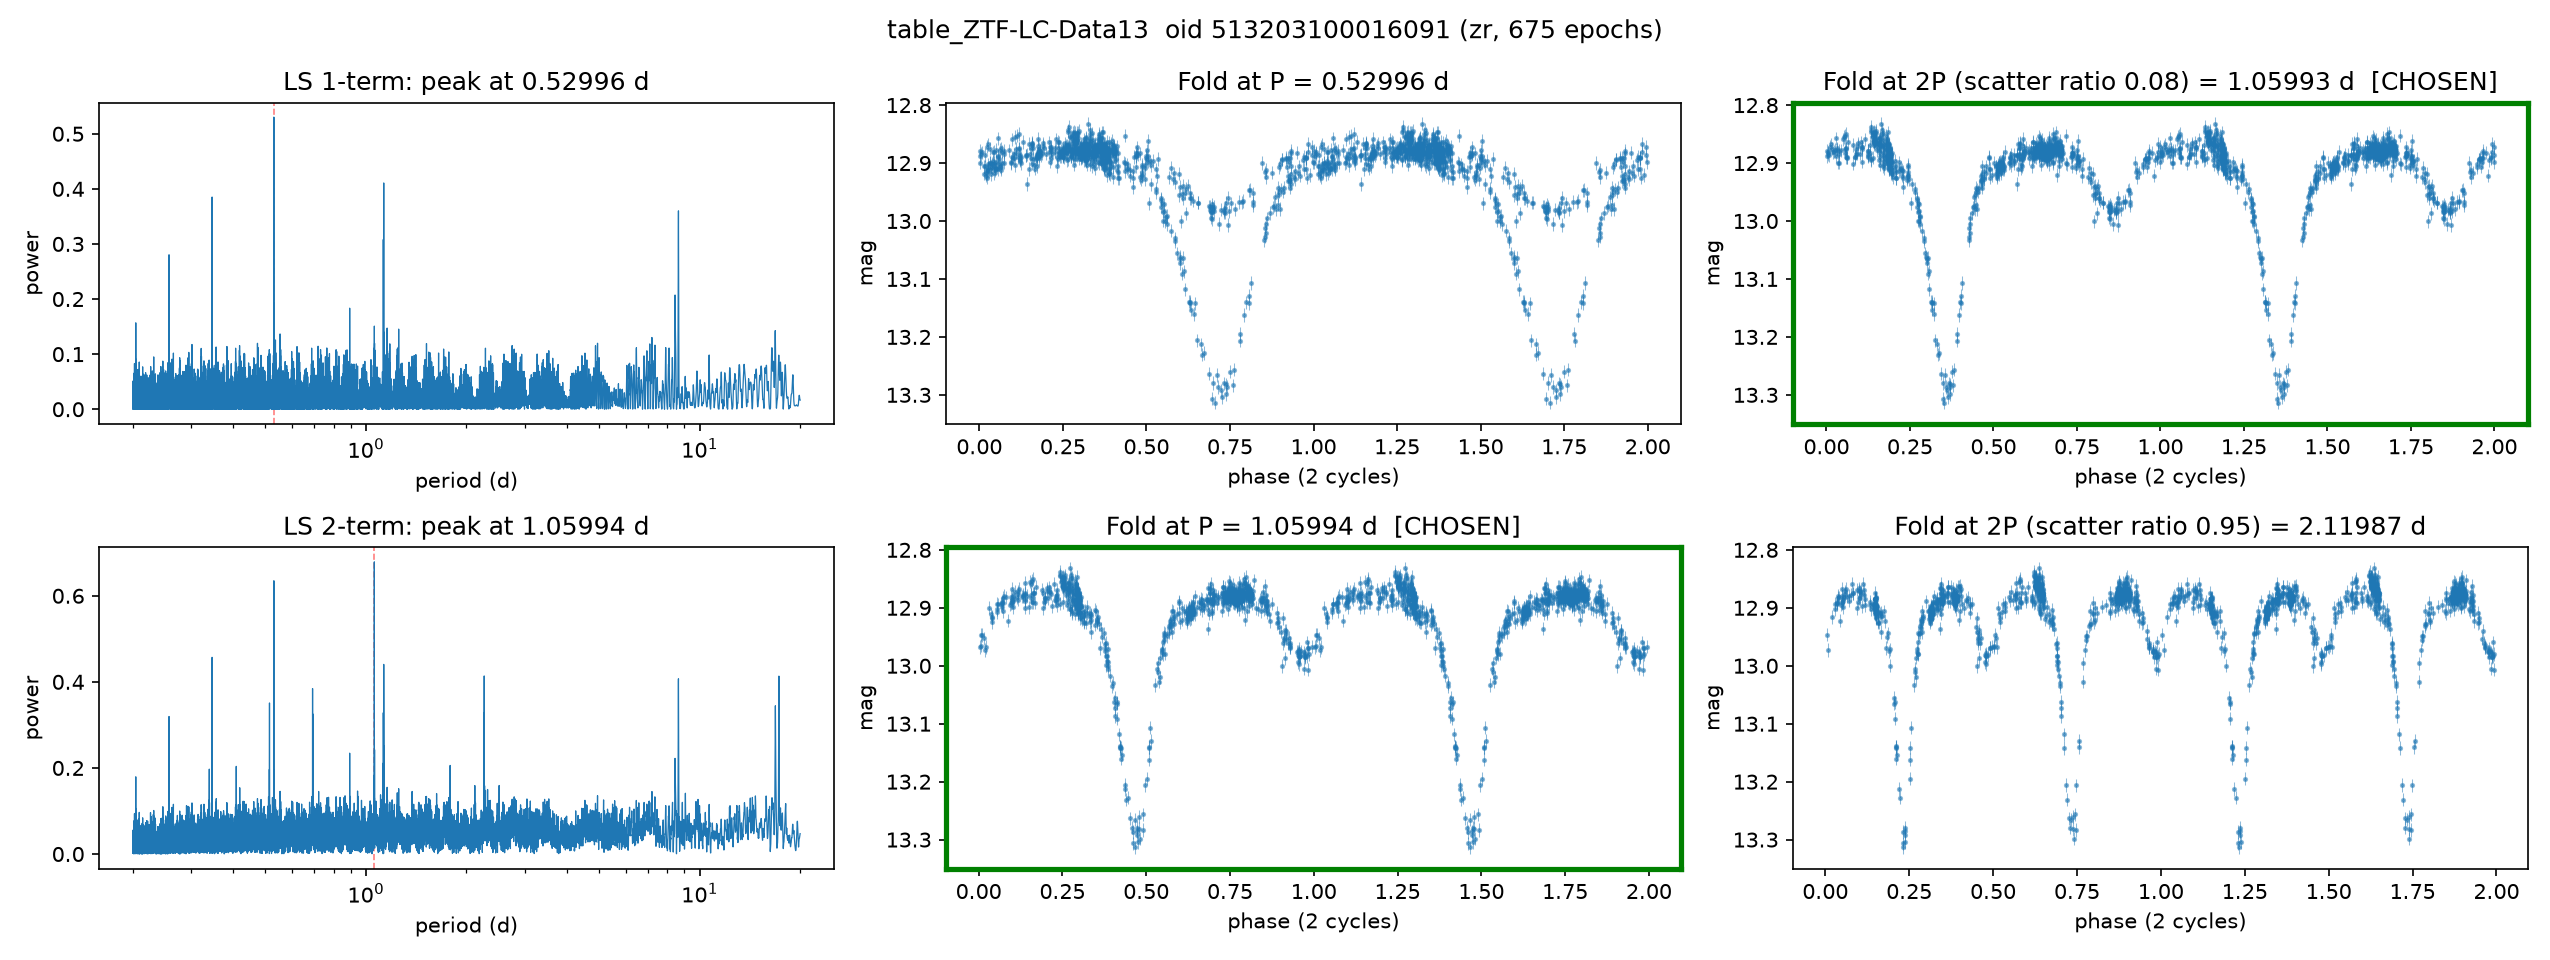 table_ZTF-LC-Data13 oid 513203100016091 (zr, 675 epochs)
LS 1-term: peak at 0.52996 d
power
0.5
0.4
0.3
0.2
0.1
0.0
10⁰ 10¹
period (d)
Fold at P = 0.52996 d
mag
12.8
12.9
13.0
13.1
13.2
13.3
0.00 0.25 0.50 0.75 1.00 1.25 1.50 1.75 2.00
phase (2 cycles)
Fold at 2P (scatter ratio 0.08) = 1.05993 d [CHOSEN]
mag
12.8
12.9
13.0
13.1
13.2
13.3
0.00 0.25 0.50 0.75 1.00 1.25 1.50 1.75 2.00
phase (2 cycles)
LS 2-term: peak at 1.05994 d
power
0.6
0.4
0.2
0.0
10⁰ 10¹
period (d)
Fold at P = 1.05994 d [CHOSEN]
mag
12.8
12.9
13.0
13.1
13.2
13.3
0.00 0.25 0.50 0.75 1.00 1.25 1.50 1.75 2.00
phase (2 cycles)
Fold at 2P (scatter ratio 0.95) = 2.11987 d
mag
12.8
12.9
13.0
13.1
13.2
13.3
0.00 0.25 0.50 0.75 1.00 1.25 1.50 1.75 2.00
phase (2 cycles)